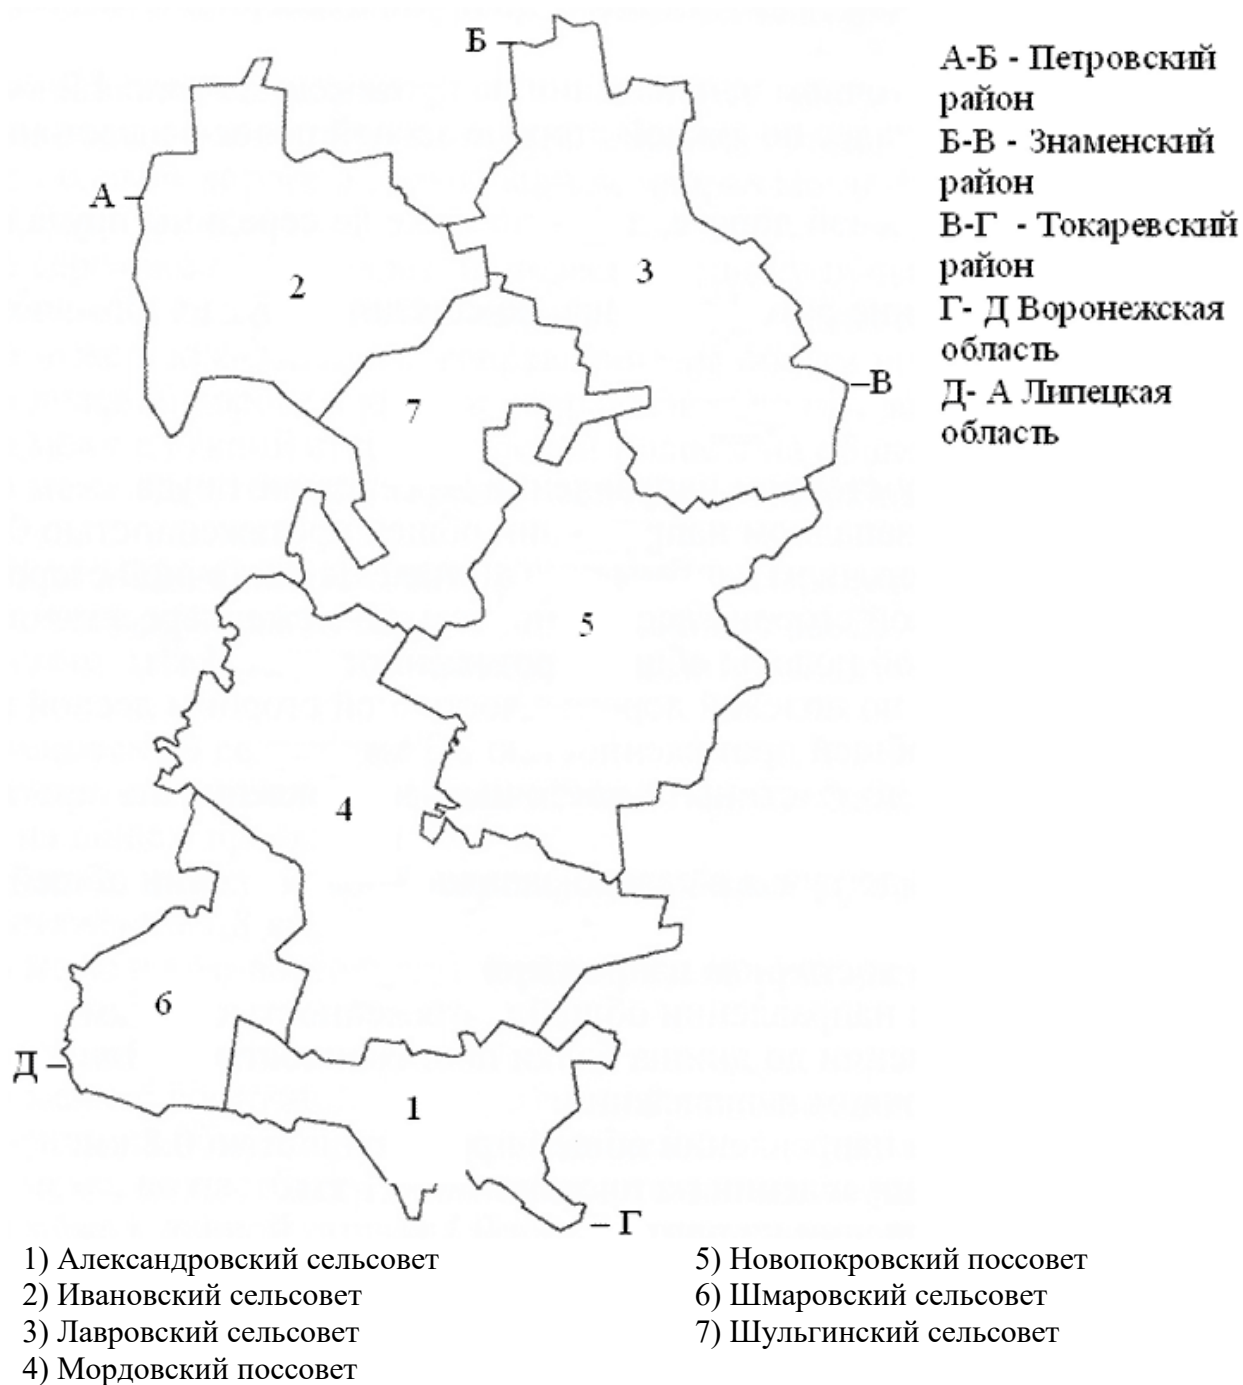 Б
А
2
3
В
7
5
4
6
Д
1
Г
А-Б - Петровский
район
Б-В - Знаменский
район
В-Г - Токаревский
район
Г- Д Воронежская
область
Д- А Липецкая
область
1) Александровский сельсовет
2) Ивановский сельсовет
3) Лавровский сельсовет
4) Мордовский поссовет
5) Новопокровский поссовет
6) Шмаровский сельсовет
7) Шульгинский сельсовет